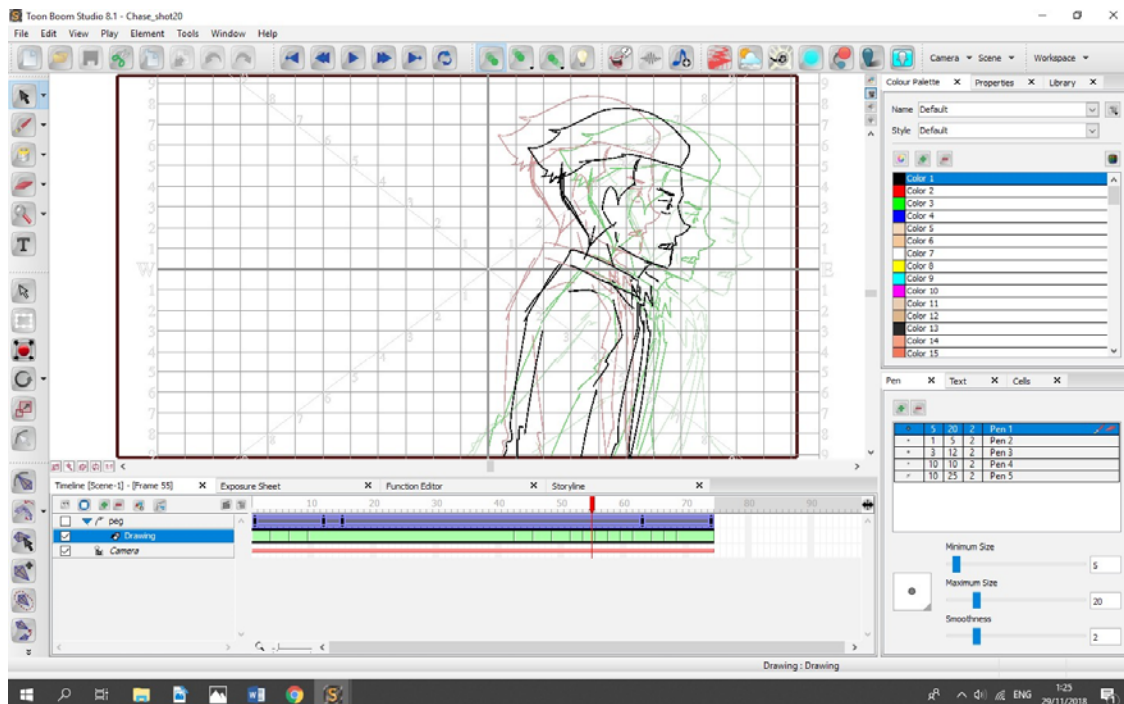 Toon Boom Studio 8.1 - Chase_shot20
File Edit View Play Element Tools Window Help
Camera Scene Workspace
Colour Palette Properties Library
Name Default
Style Default
Color 1
Color 2
Color 3
Color 4
Color 5
Color 6
Color 7
Color 8
Color 9
Color 10
Color 11
Color 12
Color 13
Color 14
Color 15
W E
Pen Text Cells
5 20 2 Pen 1
1 5 2 Pen 2
3 12 2 Pen 3
10 10 2 Pen 4
10 25 2 Pen 5
Minimum Size
5
Maximum Size
20
Smoothness
2
Timeline [Scene-1] - [Frame 55] Exposure Sheet Function Editor Storyline
10 20 30 40 50 60 70 80 90
peg
Drawing
Camera
Drawing : Drawing
ENG
1:25
29/11/2018